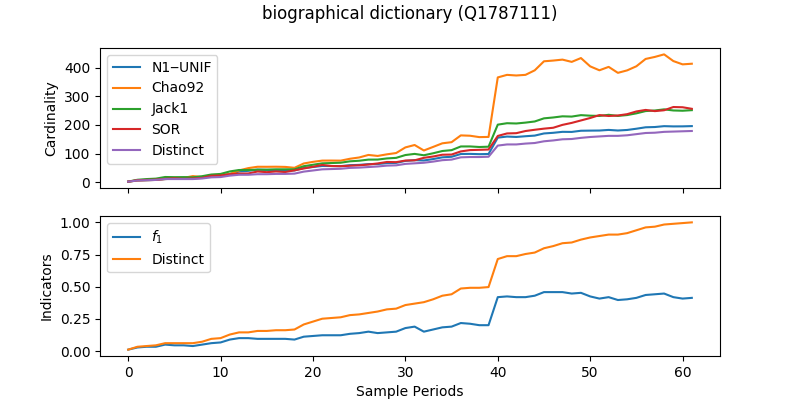 biographical dictionary (Q1787111)
Cardinality
400
300
200
100
0
N1−UNIF
Chao92
Jack1
SOR
Distinct
Indicators
1.00
0.75
0.50
0.25
0.00
f1
Distinct
0 10 20 30 40 50 60
Sample Periods